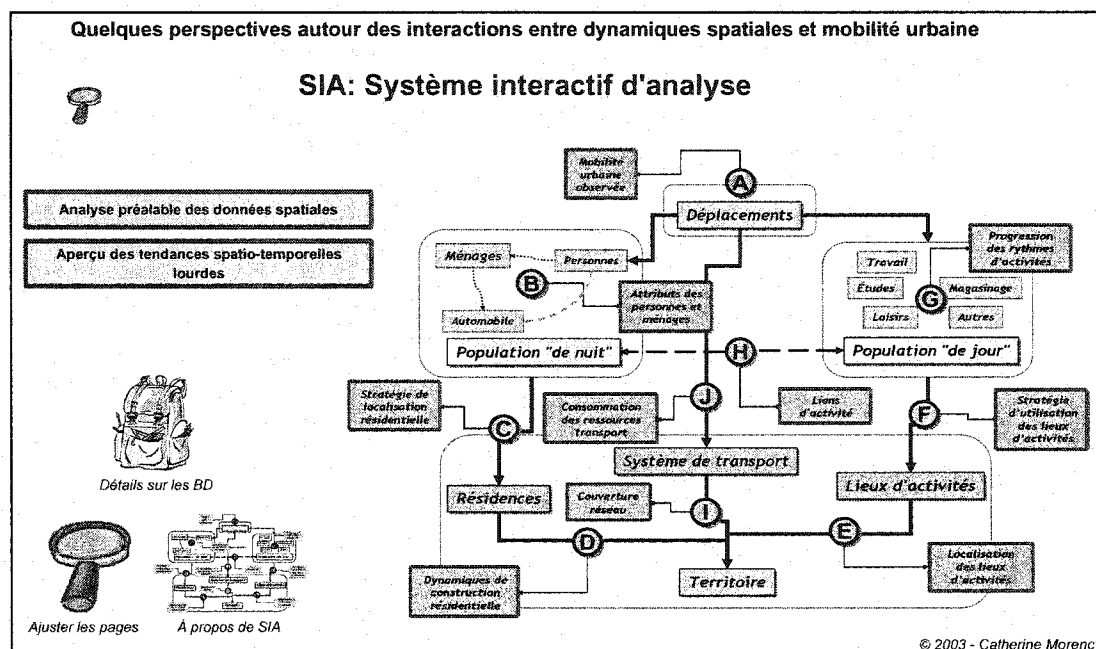 Quelques perspectives autour des interactions entre dynamiques spatiales et mobilité urbaine
SIA: Système interactif d'analyse
Analyse préalable des données spatiales
Aperçu des tendances spatio-temporelles
lourdes
Détails sur les BD
Ajuster les pages
À propos de SIA
Mobilité
urbaine
observée
A
Déplacements
Ménages
Personnes
B
Automobile
Attributs des
personnes et
ménages
Population "de nuit"
Progression
des rythmes
d'activités
Travail
Études
Magasinage
G
Loisirs
Autres
Population "de jour"
H
Stratégie de
localisation
résidentielle
C
Consommation
des ressources
transport
J
Liens
d'activité
F
Stratégie
d'utilisation
des lieux
d'activités
Système de transport
Résidences
Lieux d'activités
Couverture
réseau
I
D
E
Dynamiques de
construction
résidentielle
Territoire
Localisation
des lieux
d'activités
© 2003 - Catherine Morenc